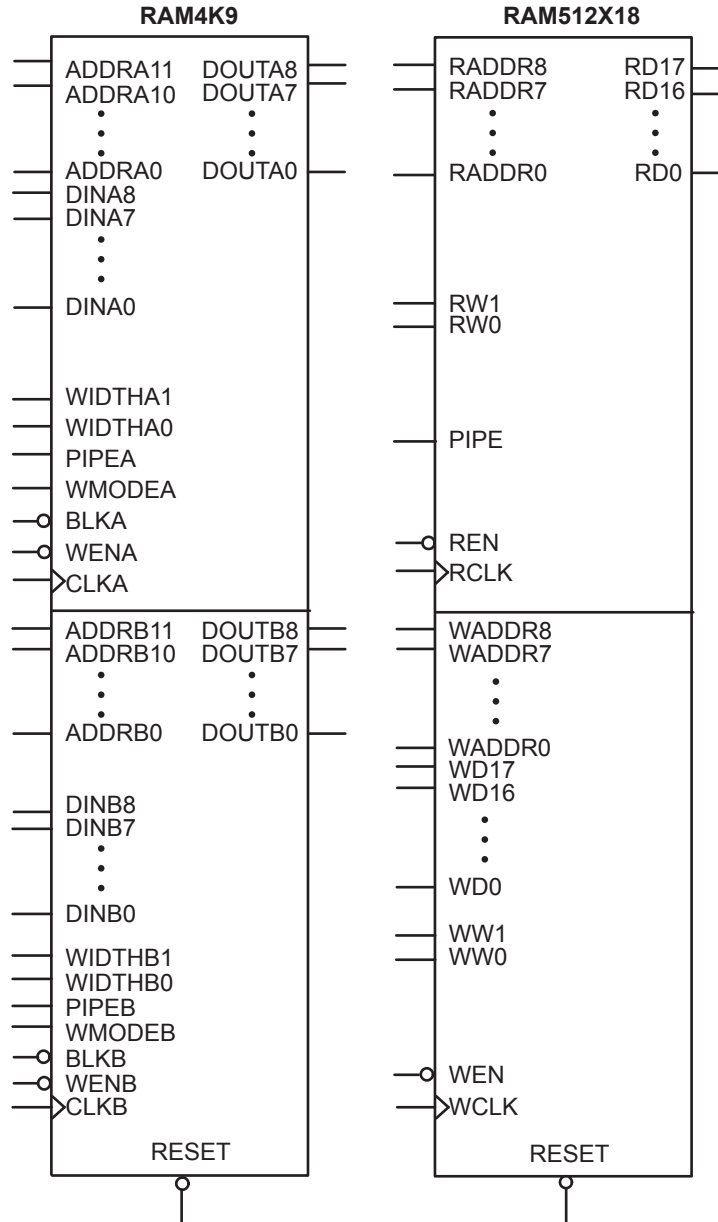 RAM4K9
ADDRA11 DOUTA8
ADDRA10 DOUTA7
ADDRA0 DOUTA0
DINA8
DINA7
DINA0
WIDTHA1
WIDTHA0
PIPEA
WMODEA
BLKA
WENA
CLKA
ADDRB11 DOUTB8
ADDRB10 DOUTB7
ADDRB0 DOUTB0
DINB8
DINB7
DINB0
WIDTHB1
WIDTHB0
PIPEB
WMODEB
BLKB
WENB
CLKB
RESET
RAM512X18
RADDR8 RD17
RADDR7 RD16
RADDR0 RD0
RW1
RW0
PIPE
REN
RCLK
WADDR8
WADDR7
WADDR0
WD17
WD16
WD0
WW1
WW0
WEN
WCLK
RESET